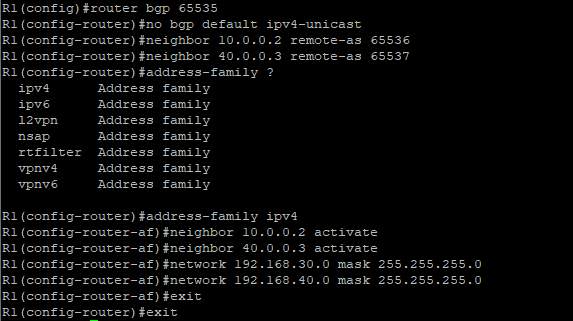 R1(config)#router bgp 65535
R1(config-router)#no bgp default ipv4-unicast
R1(config-router)#neighbor 10.0.0.2 remote-as 65536
R1(config-router)#neighbor 40.0.0.3 remote-as 65537
R1(config-router)#address-family ?
  ipv4      Address family
  ipv6      Address family
  l2vpn     Address family
  nsap      Address family
  rtfilter  Address family
  vpnv4     Address family
  vpnv6     Address family
R1(config-router)#address-family ipv4
R1(config-router-af)#neighbor 10.0.0.2 activate
R1(config-router-af)#neighbor 40.0.0.3 activate
R1(config-router-af)#network 192.168.30.0 mask 255.255.255.0
R1(config-router-af)#network 192.168.40.0 mask 255.255.255.0
R1(config-router-af)#exit
R1(config-router)#exit